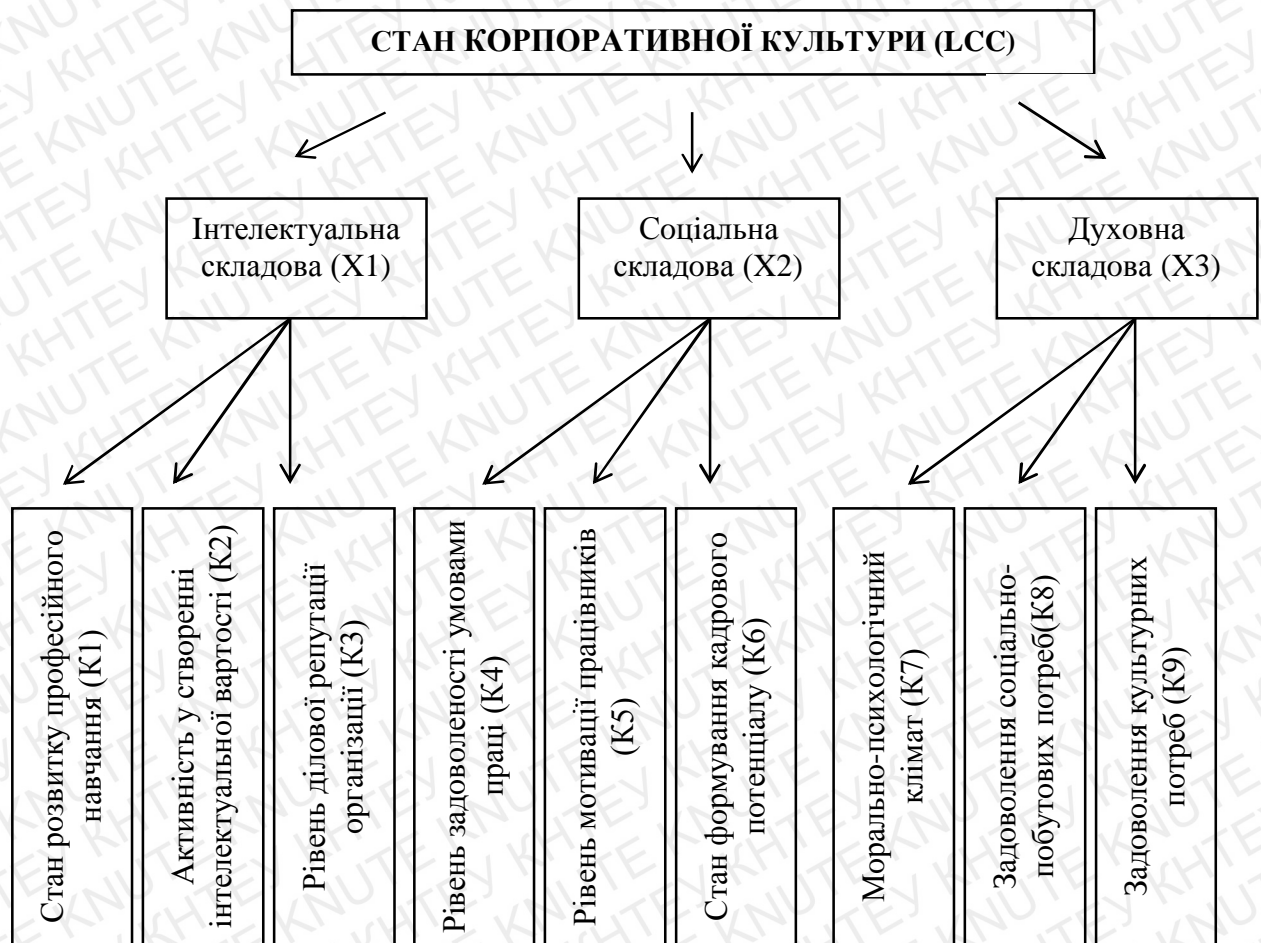 СТАН КОРПОРАТИВНОЇ КУЛЬТУРИ (LCC)
Інтелектуальна
складова (X1)
Соціальна
складова (X2)
Духовна
складова (X3)
Стан розвитку професійного
навчання (К1)
Активність у створенні
інтелектуальної вартості (К2)
Рівень ділової репутації
організації (К3)
Рівень задоволеності умовами
праці (К4)
Рівень мотивації працівників
(К5)
Стан формування кадрового
потенціалу (К6)
Морально-психологічний
клімат (К7)
Задоволення соціально-
побутових потреб(К8)
Задоволення культурних
потреб (К9)